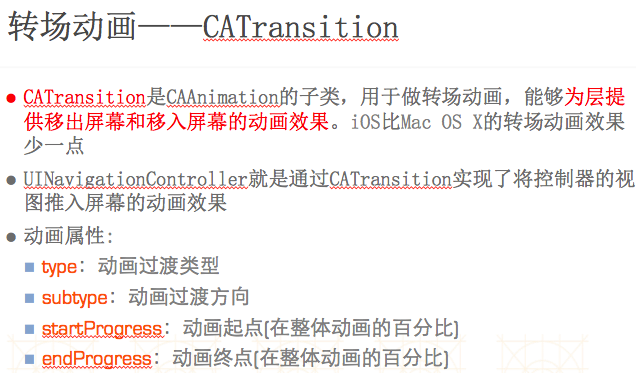 转场动画——CATransition
CATransition是CAAnimation的子类，用于做转场动画，能够为层提
供移出屏幕和移入屏幕的动画效果。iOS比Mac OS X的转场动画效果
少一点
UINavigationController就是通过CATransition实现了将控制器的视
图推入屏幕的动画效果
动画属性:
type：动画过渡类型
subtype：动画过渡方向
startProgress：动画起点(在整体动画的百分比)
endProgress：动画终点(在整体动画的百分比)